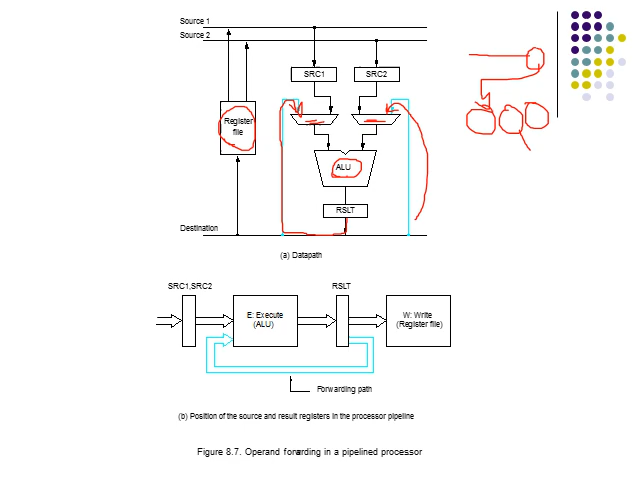 Source 1
Source 2
SRC1
SRC2
Register
file
ALU
RSLT
Destination
(a) Datapath
SRC1,SRC2
RSLT
E: Execute
(ALU)
W: Write
(Register file)
Forwarding path
(b) Position of the source and result registers in the processor pipeline
Figure 8.7. Operand forwarding in a pipelined processor